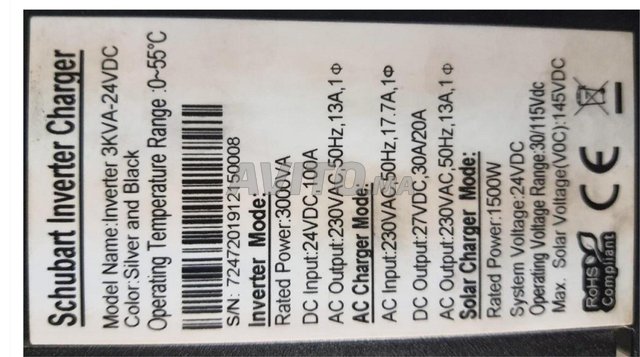 Schubart Inverter Charger
Model Name:Inverter 3KVA-24VDC
Color:Silver and Black
Operating Temperature Range :0~55°C
S/N: 7247201912150008
Inverter Mode:
Rated Power:3000VA
DC Input:24VDC,100A
AC Output:230VAC,50Hz,13A,1Φ
AC Charger Mode:
AC Input:230VAC,50Hz,17.7A,1Φ
DC Output:27VDC,30A/20A
AC Output:230VAC,50Hz,13A,1Φ
Solar Charger Mode:
Rated Power:1500W
System Voltage:24VDC
Operating Voltage Range:30/115Vdc
Max. Solar Voltage(VOC):145VDC
RoHS
Compliant
CE
AVITO.ma